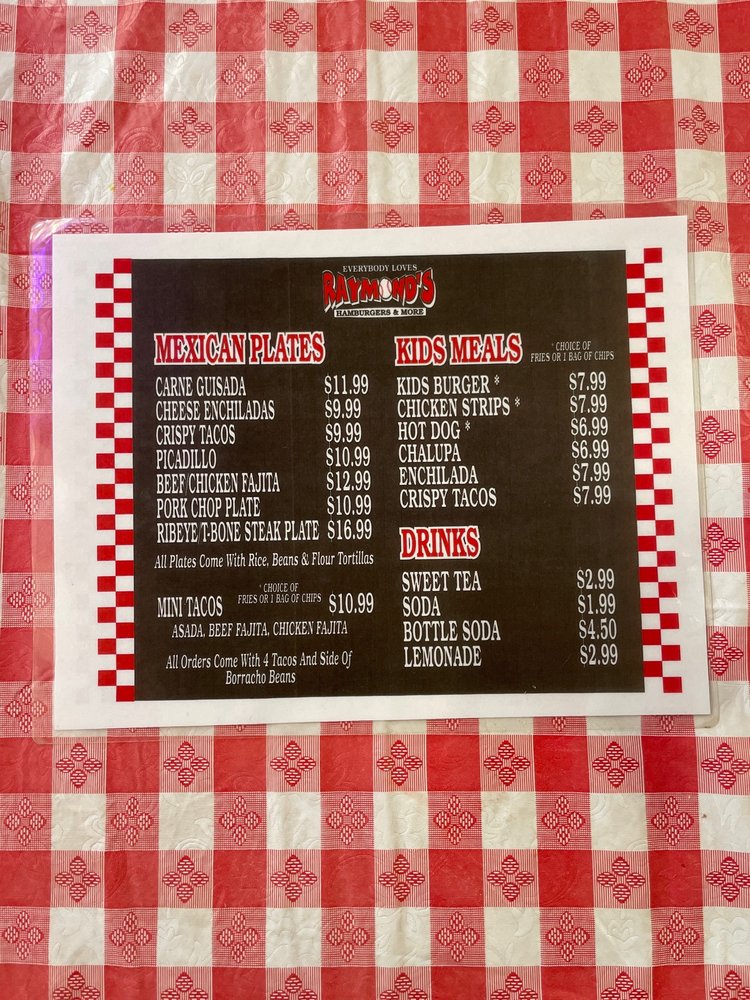 EVERYBODY LOVES
RAYMOND'S
HAMBURGERS & MORE
MEXICAN PLATES
CARNE GUISADA $11.99
CHEESE ENCHILADAS $9.99
CRISPY TACOS $9.99
PICADILLO $10.99
BEEF/CHICKEN FAJITA $12.99
PORK CHOP PLATE $10.99
RIBEYE/T-BONE STEAK PLATE $16.99
All Plates Come With Rice, Beans & Flour Tortillas
* CHOICE OF
MINI TACOS FRIES OR 1 BAG OF CHIPS $10.99
ASADA, BEEF FAJITA, CHICKEN FAJITA
All Orders Come With 4 Tacos And Side Of
Borracho Beans
KIDS MEALS * CHOICE OF
FRIES OR 1 BAG OF CHIPS
KIDS BURGER * $7.99
CHICKEN STRIPS * $7.99
HOT DOG * $6.99
CHALUPA $6.99
ENCHILADA $7.99
CRISPY TACOS $7.99
DRINKS
SWEET TEA $2.99
SODA $1.99
BOTTLE SODA $4.50
LEMONADE $2.99